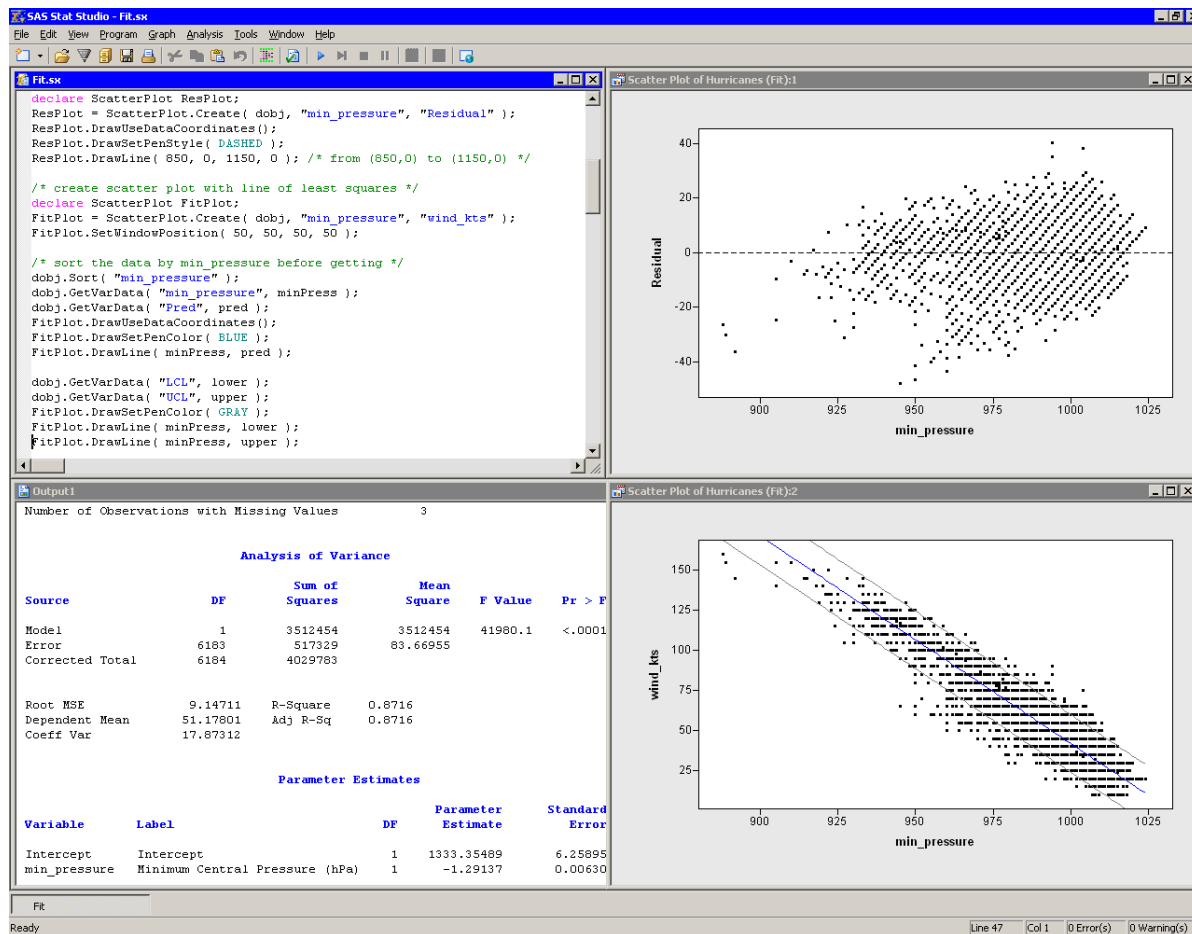 SAS Stat Studio - Fit.sx
File Edit View Program Graph Analysis Tools Window Help
Fit.sx
declare ScatterPlot ResPlot;
ResPlot = ScatterPlot.Create( dobj, "min_pressure", "Residual" );
ResPlot.DrawUseDataCoordinates();
ResPlot.DrawSetPenStyle( DASHED );
ResPlot.DrawLine( 850, 0, 1150, 0 ); /* from (850,0) to (1150,0) */
/* create scatter plot with line of least squares */
declare ScatterPlot FitPlot;
FitPlot = ScatterPlot.Create( dobj, "min_pressure", "wind_kts" );
FitPlot.SetWindowPosition( 50, 50, 50, 50 );
/* sort the data by min_pressure before getting */
dobj.Sort( "min_pressure" );
dobj.GetVarData( "min_pressure", minPress );
dobj.GetVarData( "Pred", pred );
FitPlot.DrawUseDataCoordinates();
FitPlot.DrawSetPenColor( BLUE );
FitPlot.DrawLine( minPress, pred );
dobj.GetVarData( "LCL", lower );
dobj.GetVarData( "UCL", upper );
FitPlot.DrawSetPenColor( GRAY );
FitPlot.DrawLine( minPress, lower );
FitPlot.DrawLine( minPress, upper );
Scatter Plot of Hurricanes (Fit):1
40
20
0
-20
-40
Residual
900 925 950 975 1000 1025
min_pressure
Output1
Number of Observations with Missing Values 3
Analysis of Variance
Sum of Mean
Source DF Squares Square F Value Pr > F
Model 1 3512454 3512454 41980.1 <.0001
Error 6183 517329 83.66955
Corrected Total 6184 4029783
Root MSE 9.14711 R-Square 0.8716
Dependent Mean 51.17801 Adj R-Sq 0.8716
Coeff Var 17.87312
Parameter Estimates
Parameter Standard
Variable Label DF Estimate Error
Intercept Intercept 1 1333.35489 6.25895
min_pressure Minimum Central Pressure (hPa) 1 -1.29137 0.00630
Scatter Plot of Hurricanes (Fit):2
150
125
100
75
50
25
wind_kts
900 925 950 975 1000 1025
min_pressure
Fit
Ready Line 47 Col 1 0 Error(s) 0 Warning(s)